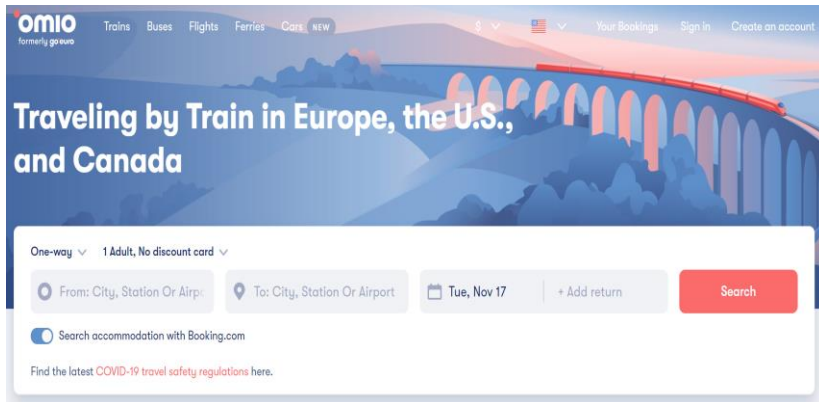 omio Trains Buses Flights Ferries Cars NEW $ Your Bookings Sign in Create an account
formerly goeuro
Traveling by Train in Europe, the U.S.,
and Canada
One-way 1 Adult, No discount card
From: City, Station Or Airpo To: City, Station Or Airport Tue, Nov 17 + Add return Search
Search accommodation with Booking.com
Find the latest COVID-19 travel safety regulations here.